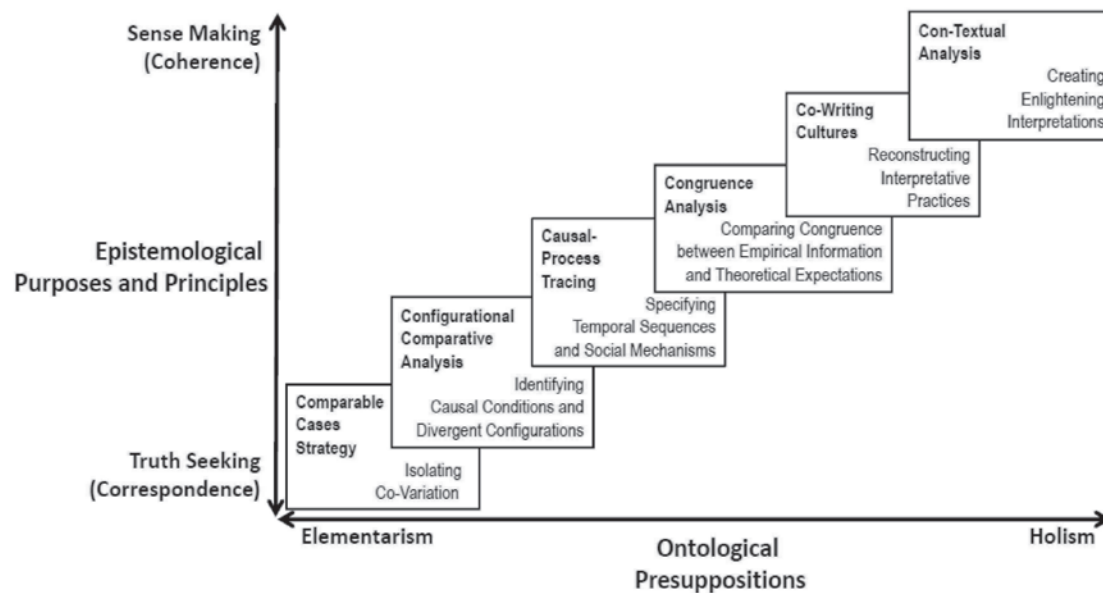 Sense Making
(Coherence)
Epistemological
Purposes and Principles
Truth Seeking
(Correspondence)
Con-Textual
Analysis
Creating
Enlightening
Interpretations
Co-Writing
Cultures
Reconstructing
Interpretative
Practices
Congruence
Analysis
Comparing Congruence
between Empirical Information
and Theoretical Expectations
Causal-
Process
Tracing
Specifying
Temporal Sequences
and Social Mechanisms
Configurational
Comparative
Analysis
Identifying
Causal Conditions and
Divergent Configurations
Comparable
Cases
Strategy
Isolating
Co-Variation
Elementarism
Holism
Ontological
Presuppositions